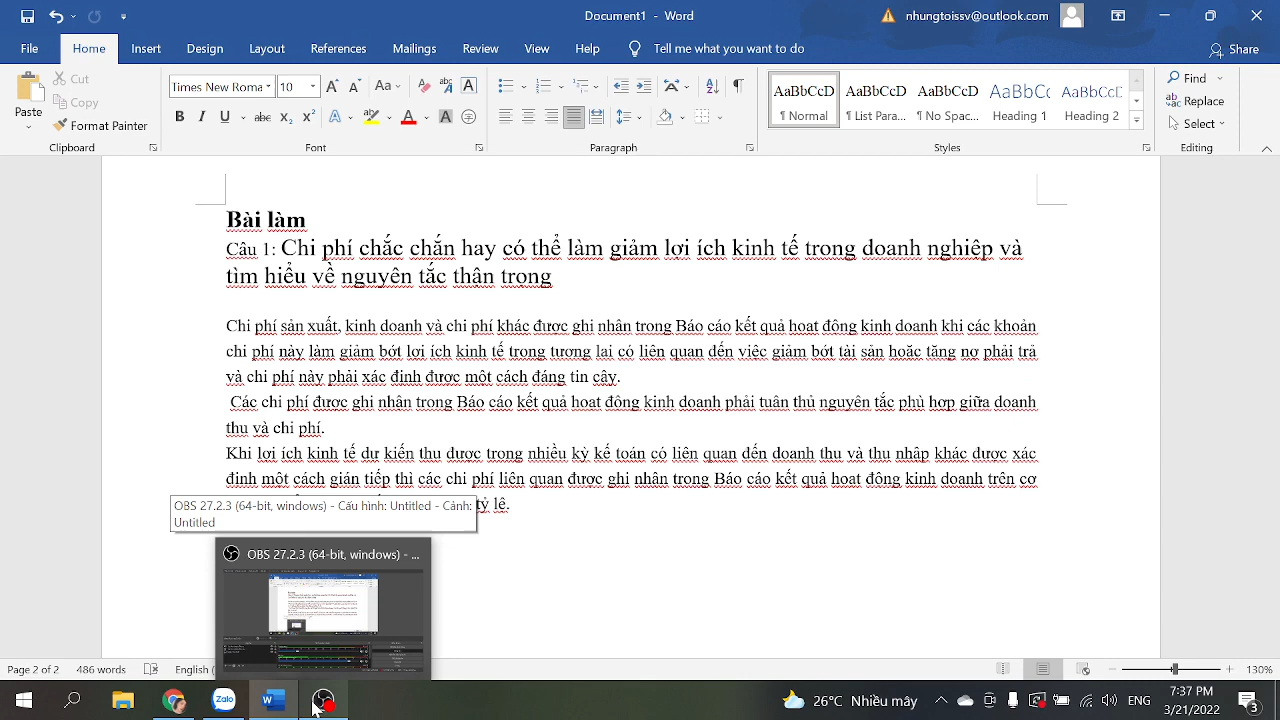 Document1 - Word
nhungtoissv@outlook.com
File Home Insert Design Layout References Mailings Review View Help Tell me what you want to do Share
Paste
Cut
Copy
Format Painter
Clipboard
Times New Roman 10
Font
Paragraph
AaBbCcD AaBbCcD AaBbCcD AaBbCc AaBbCcC
¶ Normal ¶ List Para... ¶ No Spac... Heading 1 Heading 2
Styles
Find
Replace
Select
Editing
Bài làm
Câu 1: Chi phí chắc chắn hay có thể làm giảm lợi ích kinh tế trong doanh nghiệp và
tìm hiểu về nguyên tắc thận trọng
Chi phí sản xuất, kinh doanh và chi phí khác được ghi nhận trong Báo cáo kết quả hoạt động kinh doanh khi các khoản
chi phí này làm giảm bớt lợi ích kinh tế trong tương lai có liên quan đến việc giảm bớt tài sản hoặc tăng nợ phải trả
và chi phí này phải xác định được một cách đáng tin cậy.
Các chi phí được ghi nhận trong Báo cáo kết quả hoạt động kinh doanh phải tuân thủ nguyên tắc phù hợp giữa doanh
thu và chi phí.
Khi lợi ích kinh tế dự kiến thu được trong nhiều kỳ kế toán có liên quan đến doanh thu và thu nhập khác được xác
định một cách gián tiếp thì các chi phí liên quan được ghi nhận trong Báo cáo kết quả hoạt động kinh doanh trên cơ
tỷ lệ.
OBS 27.2.3 (64-bit, windows) - Cấu hình: Untitled - Cảnh:
Untitled
OBS 27.2.3 (64-bit, windows) - ...
words
English
130%
Zalo
26°C Nhiều mây
ENG
7:37 PM
3/21/2022
3